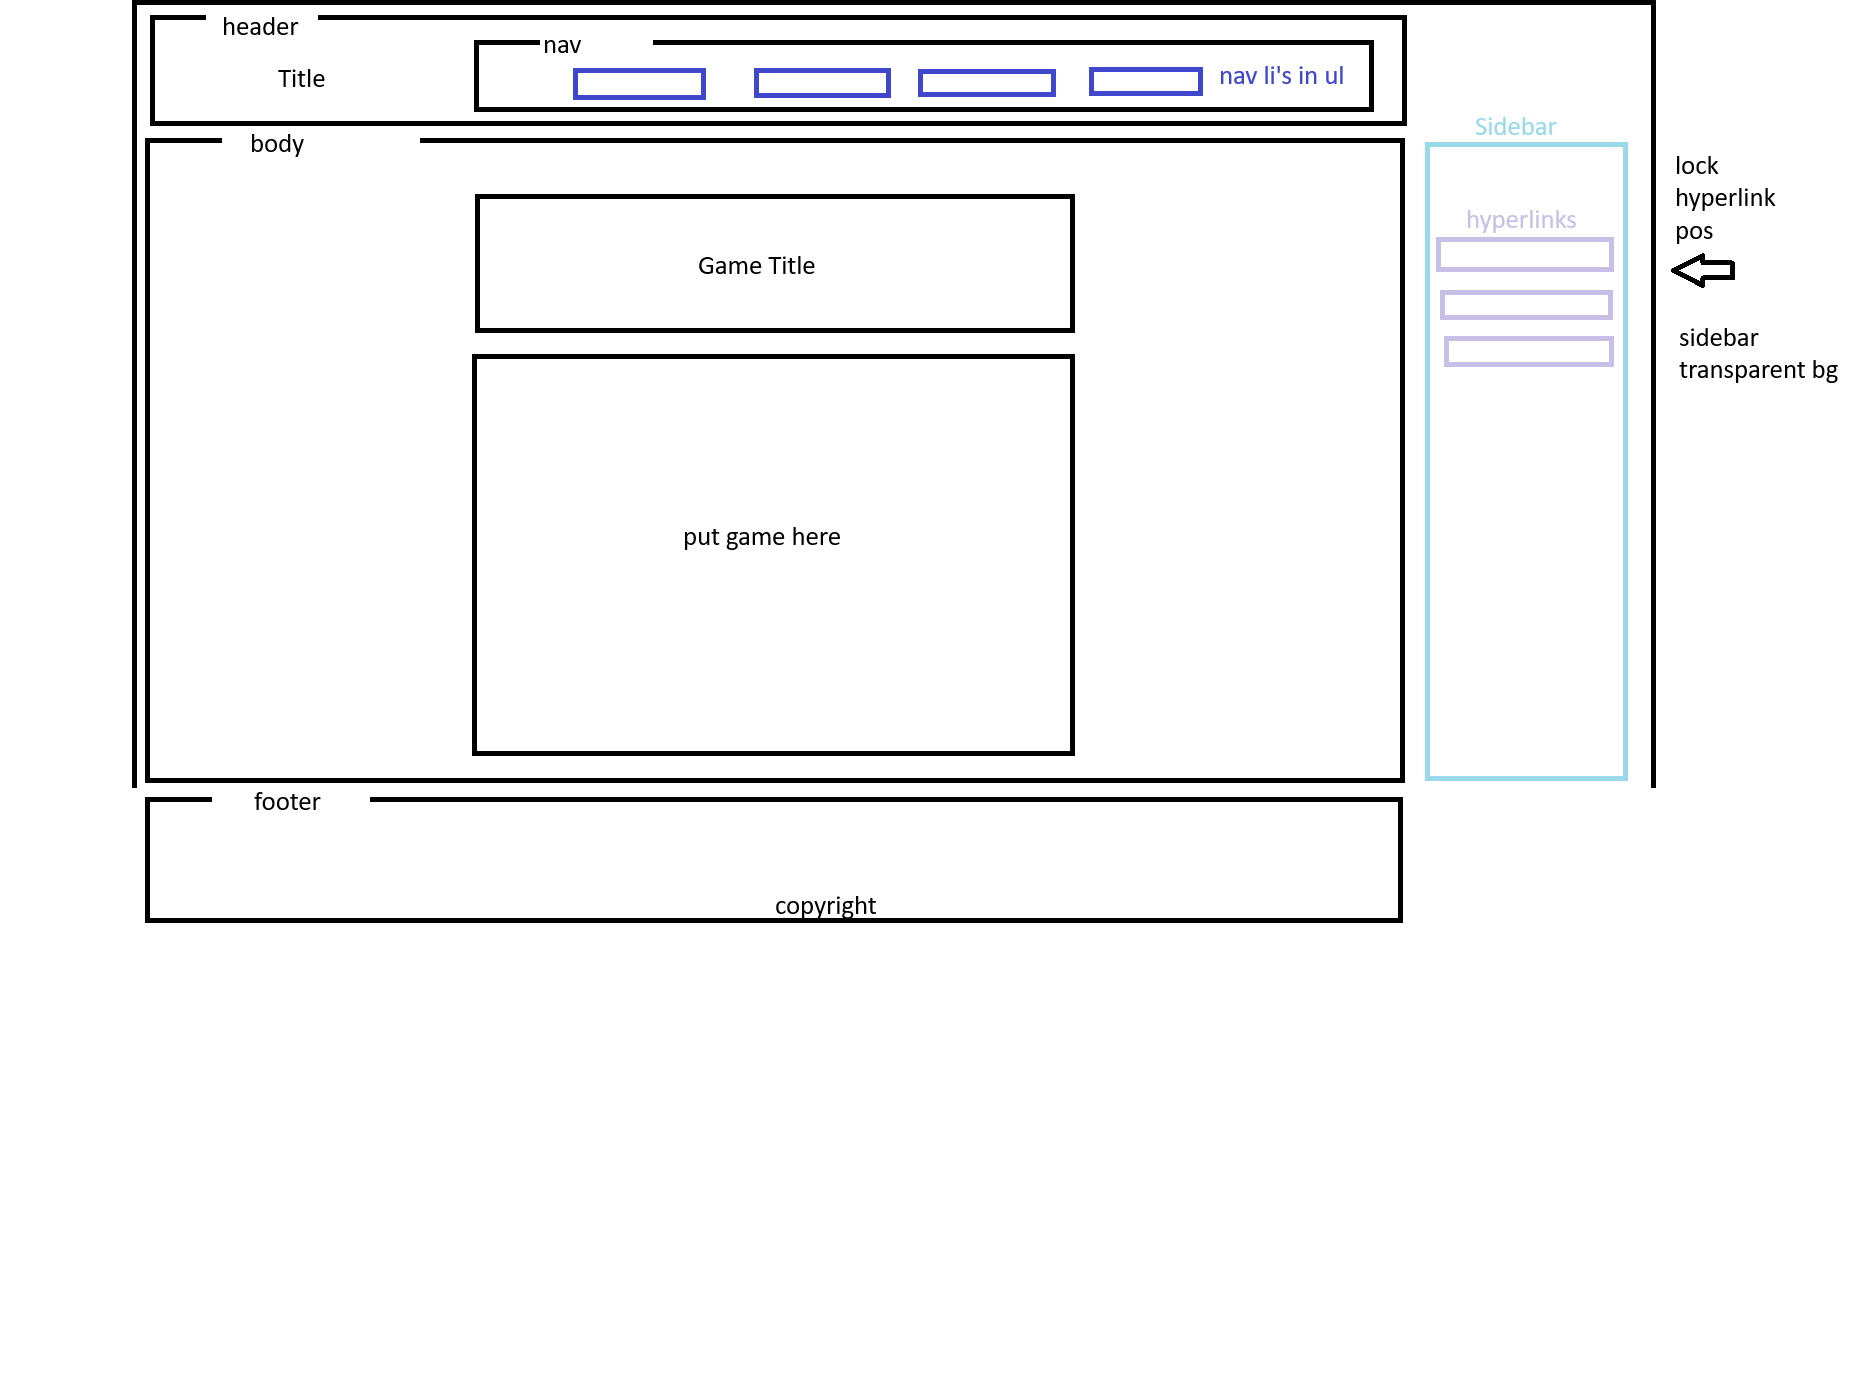 header
nav
Title
nav li's in ul
Sidebar
body
lock
hyperlink
pos
hyperlinks
Game Title
sidebar
transparent bg
put game here
footer
copyright